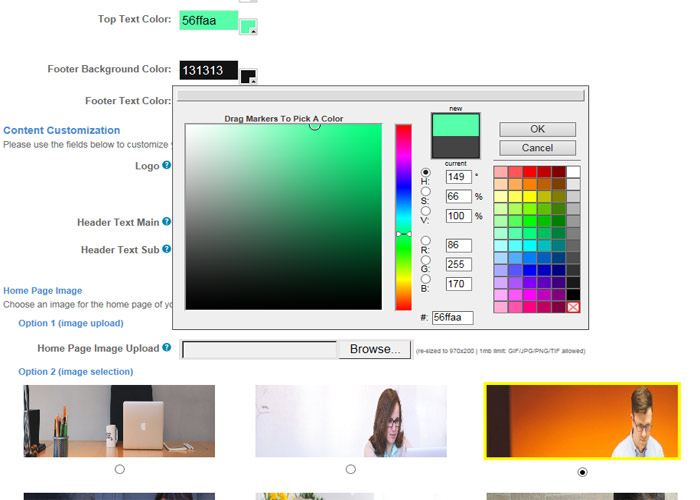 Top Text Color: 56ffaa
Footer Background Color: 131313
Footer Text Color:
Drag Markers To Pick A Color
new
current
OK
Cancel
H: 149 °
S: 66 %
V: 100 %
R: 86
G: 255
B: 170
#: 56ffaa
Content Customization
Please use the fields below to customize
Logo ?
Header Text Main ?
Header Text Sub ?
Home Page Image
Choose an image for the home page of
Option 1 (image upload)
Home Page Image Upload ? Browse... (re-sized to 970x200 | 1mb limit: GIF/JPG/PNG/TIF allowed)
Option 2 (image selection)